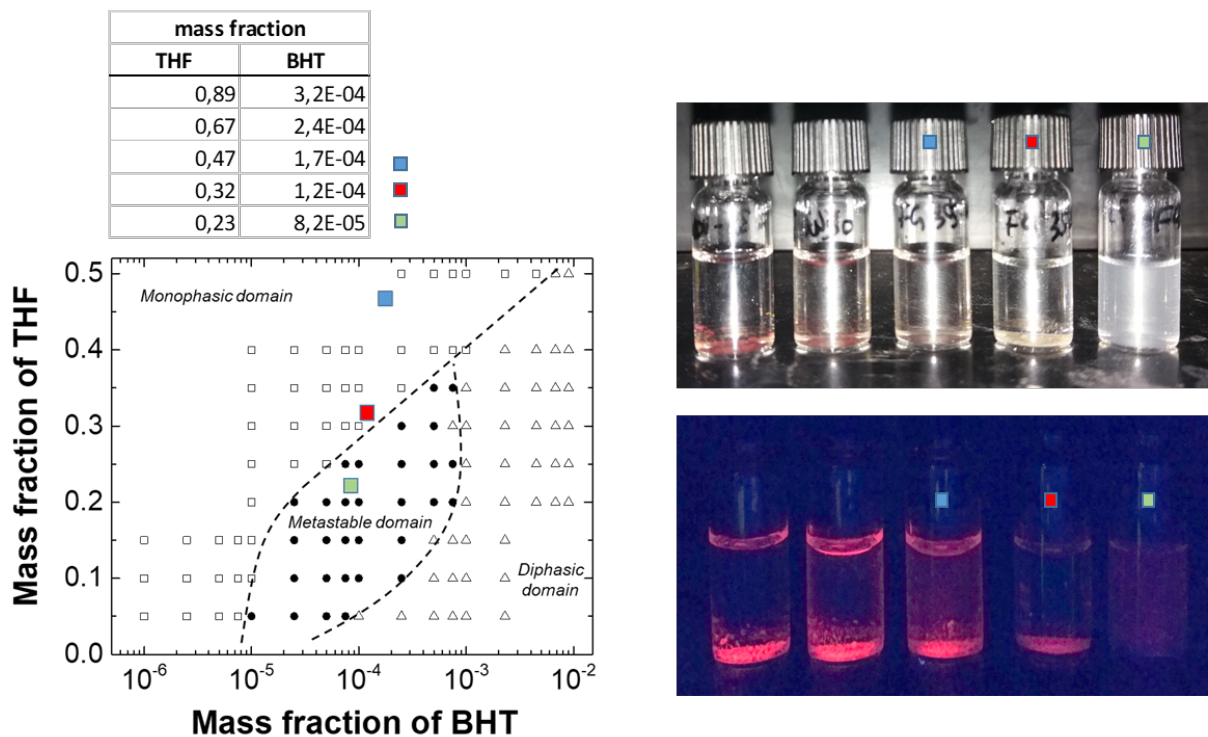 mass fraction
THF BHT
0,89 3,2E-04
0,67 2,4E-04
0,47 1,7E-04
0,32 1,2E-04
0,23 8,2E-05
0.5
Monophasic domain
0.4
0.3
0.2
Metastable domain
0.1
Diphasic
domain
0.0
Mass fraction of THF
10⁻⁶ 10⁻⁵ 10⁻⁴ 10⁻³ 10⁻²
Mass fraction of BHT